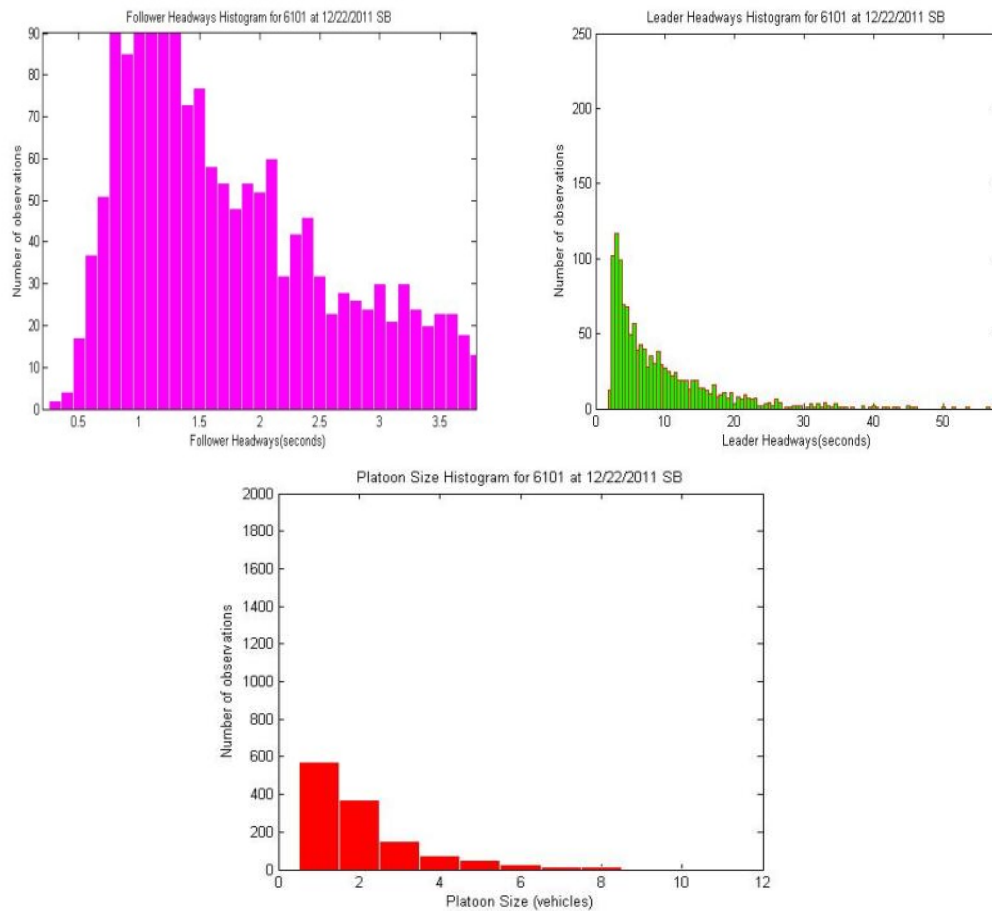 Follower Headways Histogram for 6101 at 12/22/2011 SB
90
80
70
60
50
40
30
20
10
0
Number of observations
0.5 1 1.5 2 2.5 3 3.5
Follower Headways(seconds)
Leader Headways Histogram for 6101 at 12/22/2011 SB
250
200
150
100
50
0
Number of observations
0 10 20 30 40 50
Leader Headways(seconds)
Platoon Size Histogram for 6101 at 12/22/2011 SB
2000
1800
1600
1400
1200
1000
800
600
400
200
0
Number of observations
0 2 4 6 8 10 12
Platoon Size (vehicles)